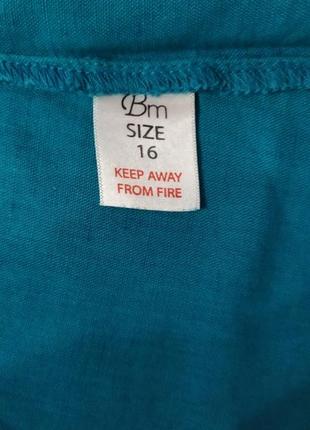 Bm
SIZE
16
KEEP AWAY
FROM FIRE